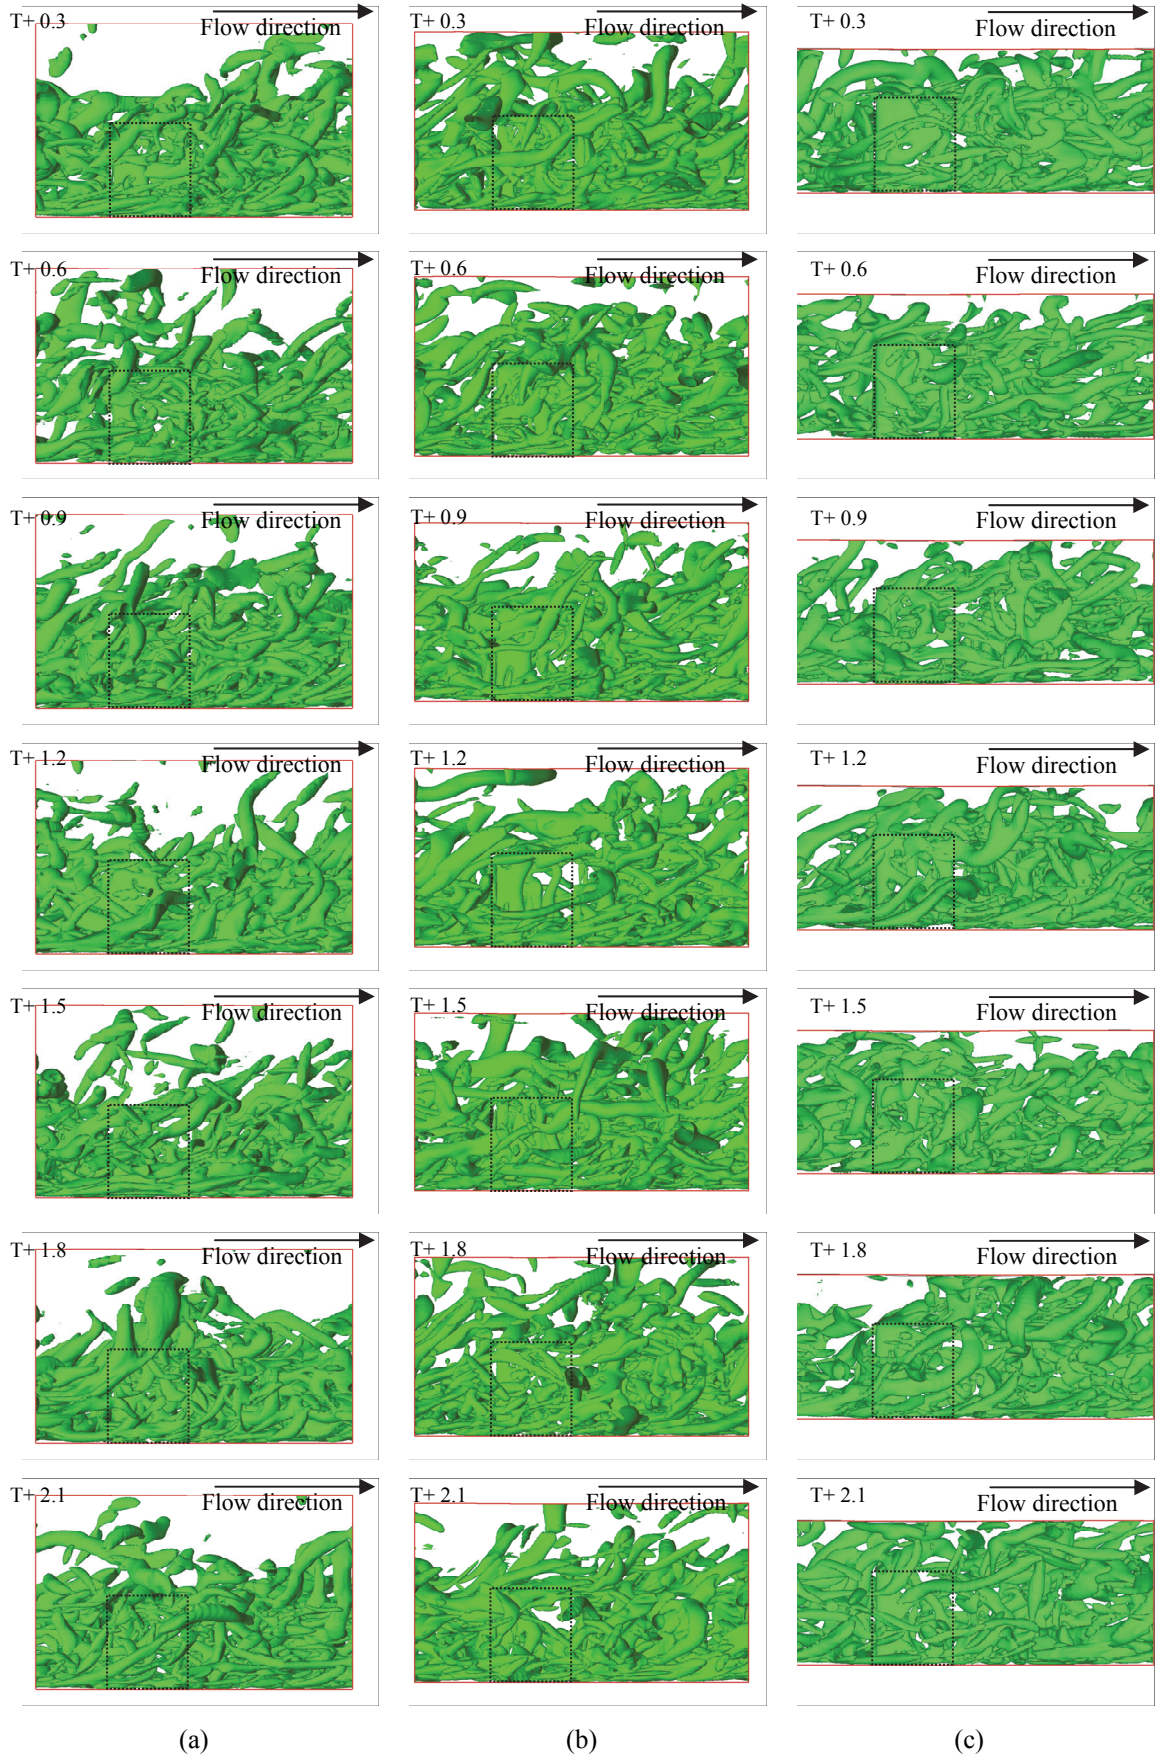 T+ 0.3 Flow direction T+ 0.3 Flow direction T+ 0.3 Flow direction
T+ 0.6 Flow direction T+ 0.6 Flow direction T+ 0.6 Flow direction
T+ 0.9 Flow direction T+ 0.9 Flow direction T+ 0.9 Flow direction
T+ 1.2 Flow direction T+ 1.2 Flow direction T+ 1.2 Flow direction
T+ 1.5 Flow direction T+ 1.5 Flow direction T+ 1.5 Flow direction
T+ 1.8 Flow direction T+ 1.8 Flow direction T+ 1.8 Flow direction
T+ 2.1 Flow direction T+ 2.1 Flow direction T+ 2.1 Flow direction
(a) (b) (c)